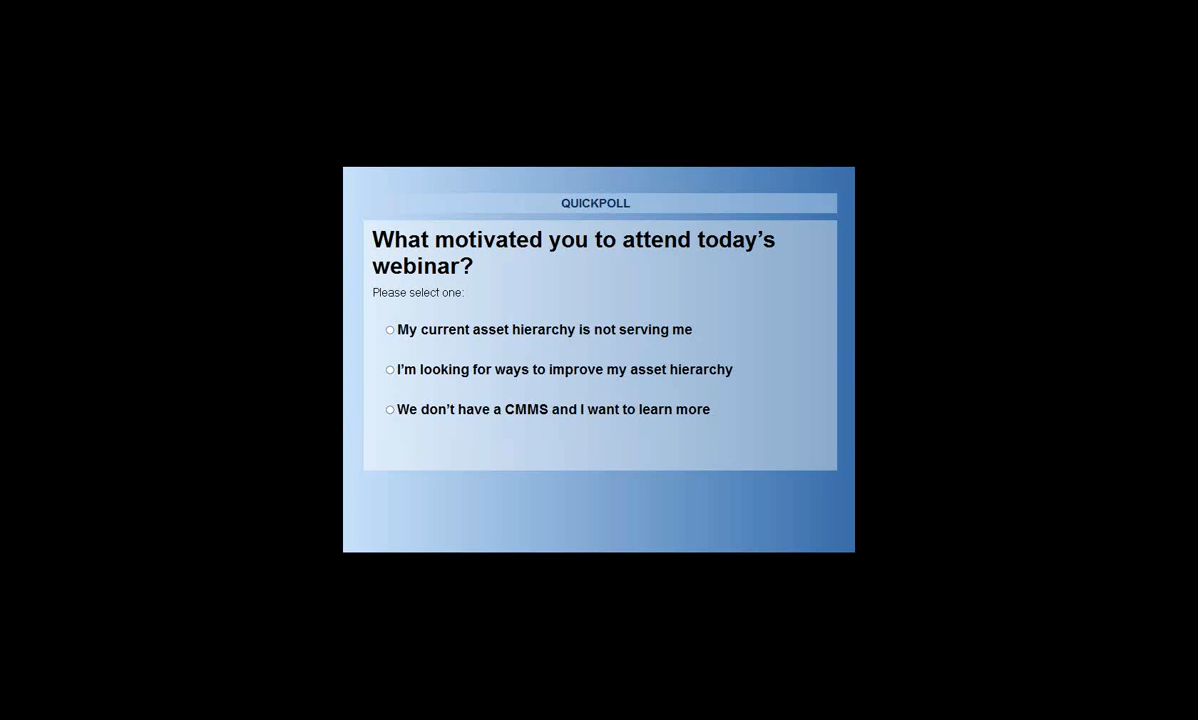 QUICKPOLL
What motivated you to attend today’s
webinar?
Please select one:
My current asset hierarchy is not serving me
I’m looking for ways to improve my asset hierarchy
We don’t have a CMMS and I want to learn more